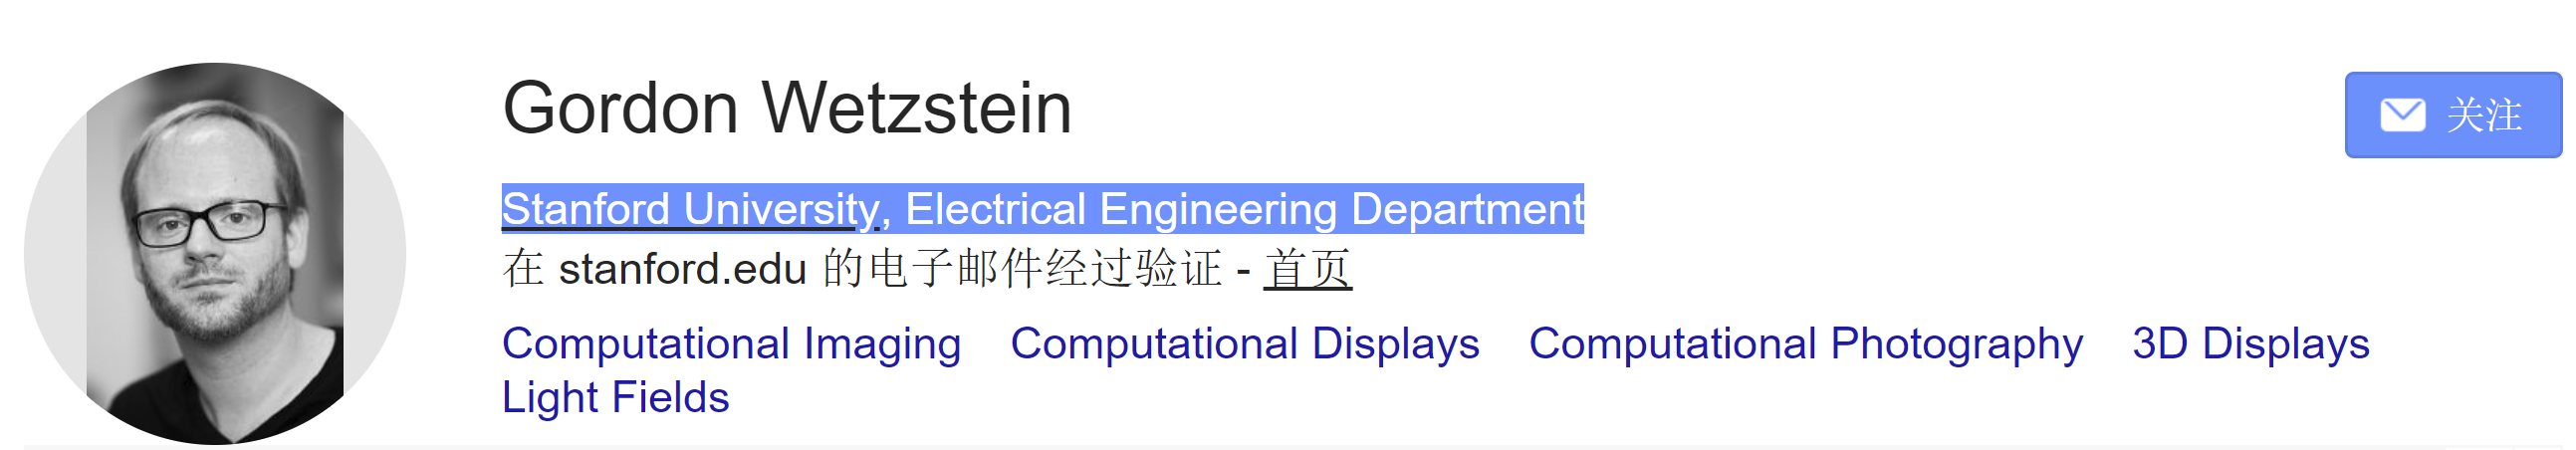 Gordon Wetzstein
关注
Stanford University, Electrical Engineering Department
在 stanford.edu 的电子邮件经过验证 - 首页
Computational Imaging Computational Displays Computational Photography 3D Displays
Light Fields